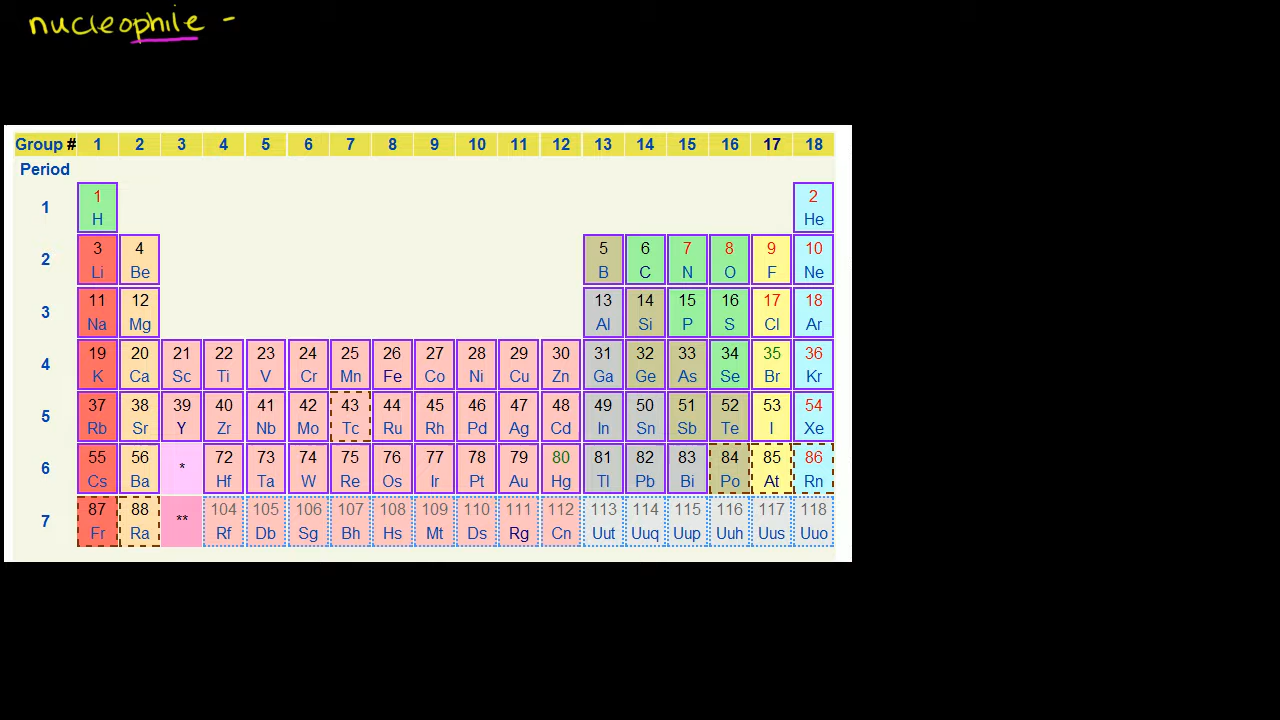 nucleophile -
Group # 1 2 3 4 5 6 7 8 9 10 11 12 13 14 15 16 17 18
Period
1 2
1
H He
3 4 5 6 7 8 9 10
2
Li Be B C N O F Ne
11 12 13 14 15 16 17 18
3
Na Mg Al Si P S Cl Ar
19 20 21 22 23 24 25 26 27 28 29 30 31 32 33 34 35 36
4
K Ca Sc Ti V Cr Mn Fe Co Ni Cu Zn Ga Ge As Se Br Kr
37 38 39 40 41 42 43 44 45 46 47 48 49 50 51 52 53 54
5
Rb Sr Y Zr Nb Mo Tc Ru Rh Pd Ag Cd In Sn Sb Te I Xe
55 56 72 73 74 75 76 77 78 79 80 81 82 83 84 85 86
6 *
Cs Ba Hf Ta W Re Os Ir Pt Au Hg Tl Pb Bi Po At Rn
87 88 104 105 106 107 108 109 110 111 112 113 114 115 116 117 118
7 **
Fr Ra Rf Db Sg Bh Hs Mt Ds Rg Cn Uut Uuq Uup Uuh Uus Uuo